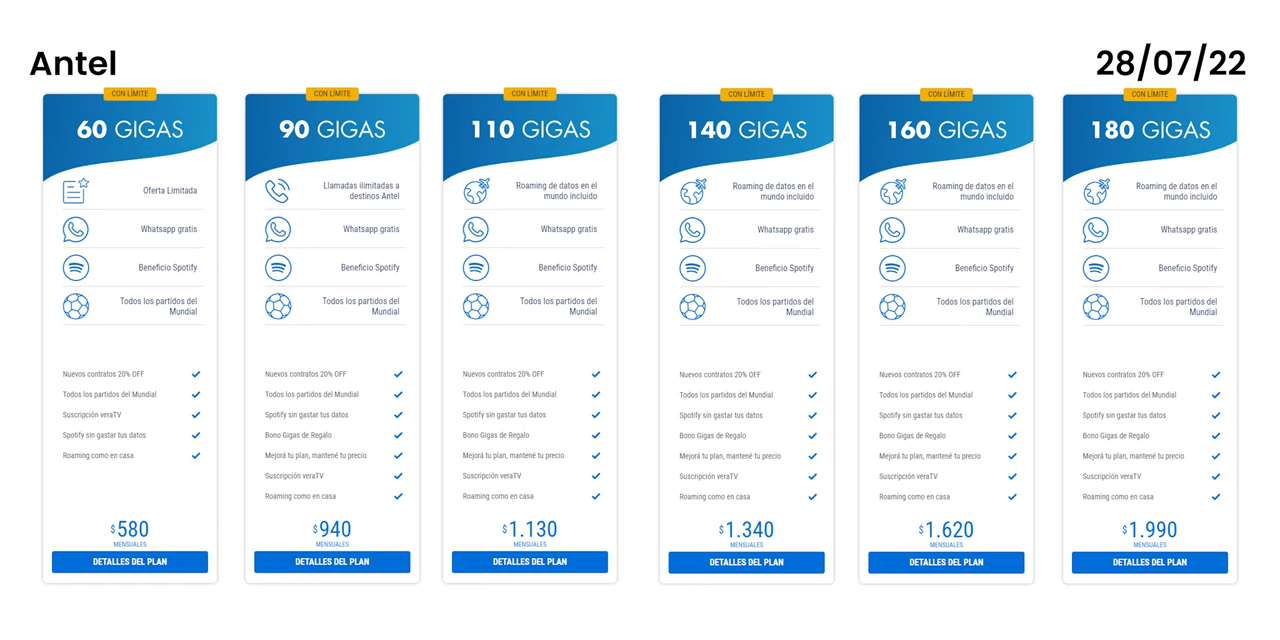 Antel
28/07/22
CON LÍMITE
60 GIGAS
Oferta Limitada
Whatsapp gratis
Beneficio Spotify
Todos los partidos del
Mundial
Nuevos contratos 20% OFF
Todos los partidos del Mundial
Suscripción veraTV
Spotify sin gastar tus datos
Roaming como en casa
$580
MENSUALES
DETALLES DEL PLAN
CON LÍMITE
90 GIGAS
Llamadas ilimitadas a
destinos Antel
Whatsapp gratis
Beneficio Spotify
Todos los partidos del
Mundial
Nuevos contratos 20% OFF
Todos los partidos del Mundial
Spotify sin gastar tus datos
Bono Gigas de Regalo
Mejorá tu plan, mantené tu precio
Suscripción veraTV
Roaming como en casa
$940
MENSUALES
DETALLES DEL PLAN
CON LÍMITE
110 GIGAS
Roaming de datos en el
mundo incluido
Whatsapp gratis
Beneficio Spotify
Todos los partidos del
Mundial
Nuevos contratos 20% OFF
Todos los partidos del Mundial
Spotify sin gastar tus datos
Bono Gigas de Regalo
Mejorá tu plan, mantené tu precio
Suscripción veraTV
Roaming como en casa
$1.130
MENSUALES
DETALLES DEL PLAN
CON LÍMITE
140 GIGAS
Roaming de datos en el
mundo incluido
Whatsapp gratis
Beneficio Spotify
Todos los partidos del
Mundial
Nuevos contratos 20% OFF
Todos los partidos del Mundial
Spotify sin gastar tus datos
Bono Gigas de Regalo
Mejorá tu plan, mantené tu precio
Suscripción veraTV
Roaming como en casa
$1.340
MENSUALES
DETALLES DEL PLAN
CON LÍMITE
160 GIGAS
Roaming de datos en el
mundo incluido
Whatsapp gratis
Beneficio Spotify
Todos los partidos del
Mundial
Nuevos contratos 20% OFF
Todos los partidos del Mundial
Spotify sin gastar tus datos
Bono Gigas de Regalo
Mejorá tu plan, mantené tu precio
Suscripción veraTV
Roaming como en casa
$1.620
MENSUALES
DETALLES DEL PLAN
CON LÍMITE
180 GIGAS
Roaming de datos en el
mundo incluido
Whatsapp gratis
Beneficio Spotify
Todos los partidos del
Mundial
Nuevos contratos 20% OFF
Todos los partidos del Mundial
Spotify sin gastar tus datos
Bono Gigas de Regalo
Mejorá tu plan, mantené tu precio
Suscripción veraTV
Roaming como en casa
$1.990
MENSUALES
DETALLES DEL PLAN